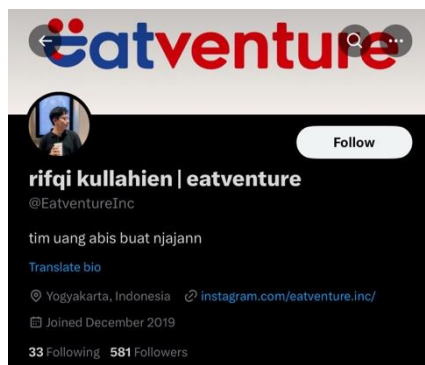 eatventure
Follow
rifqi kullahien | eatventure
@EatventureInc
tim uang abis buat njajann
Translate bio
Yogyakarta, Indonesia instagram.com/eatventure.inc/
Joined December 2019
33 Following 581 Followers